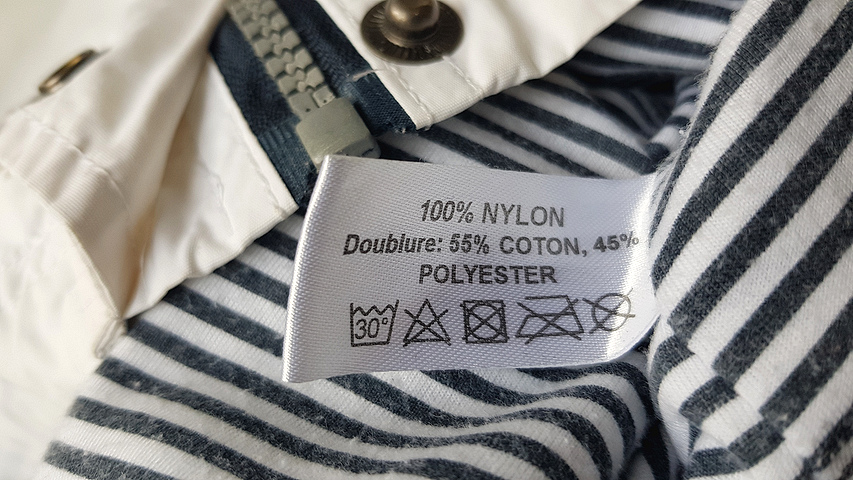 100% NYLON
Doublure: 55% COTON, 45%
POLYESTER
30°